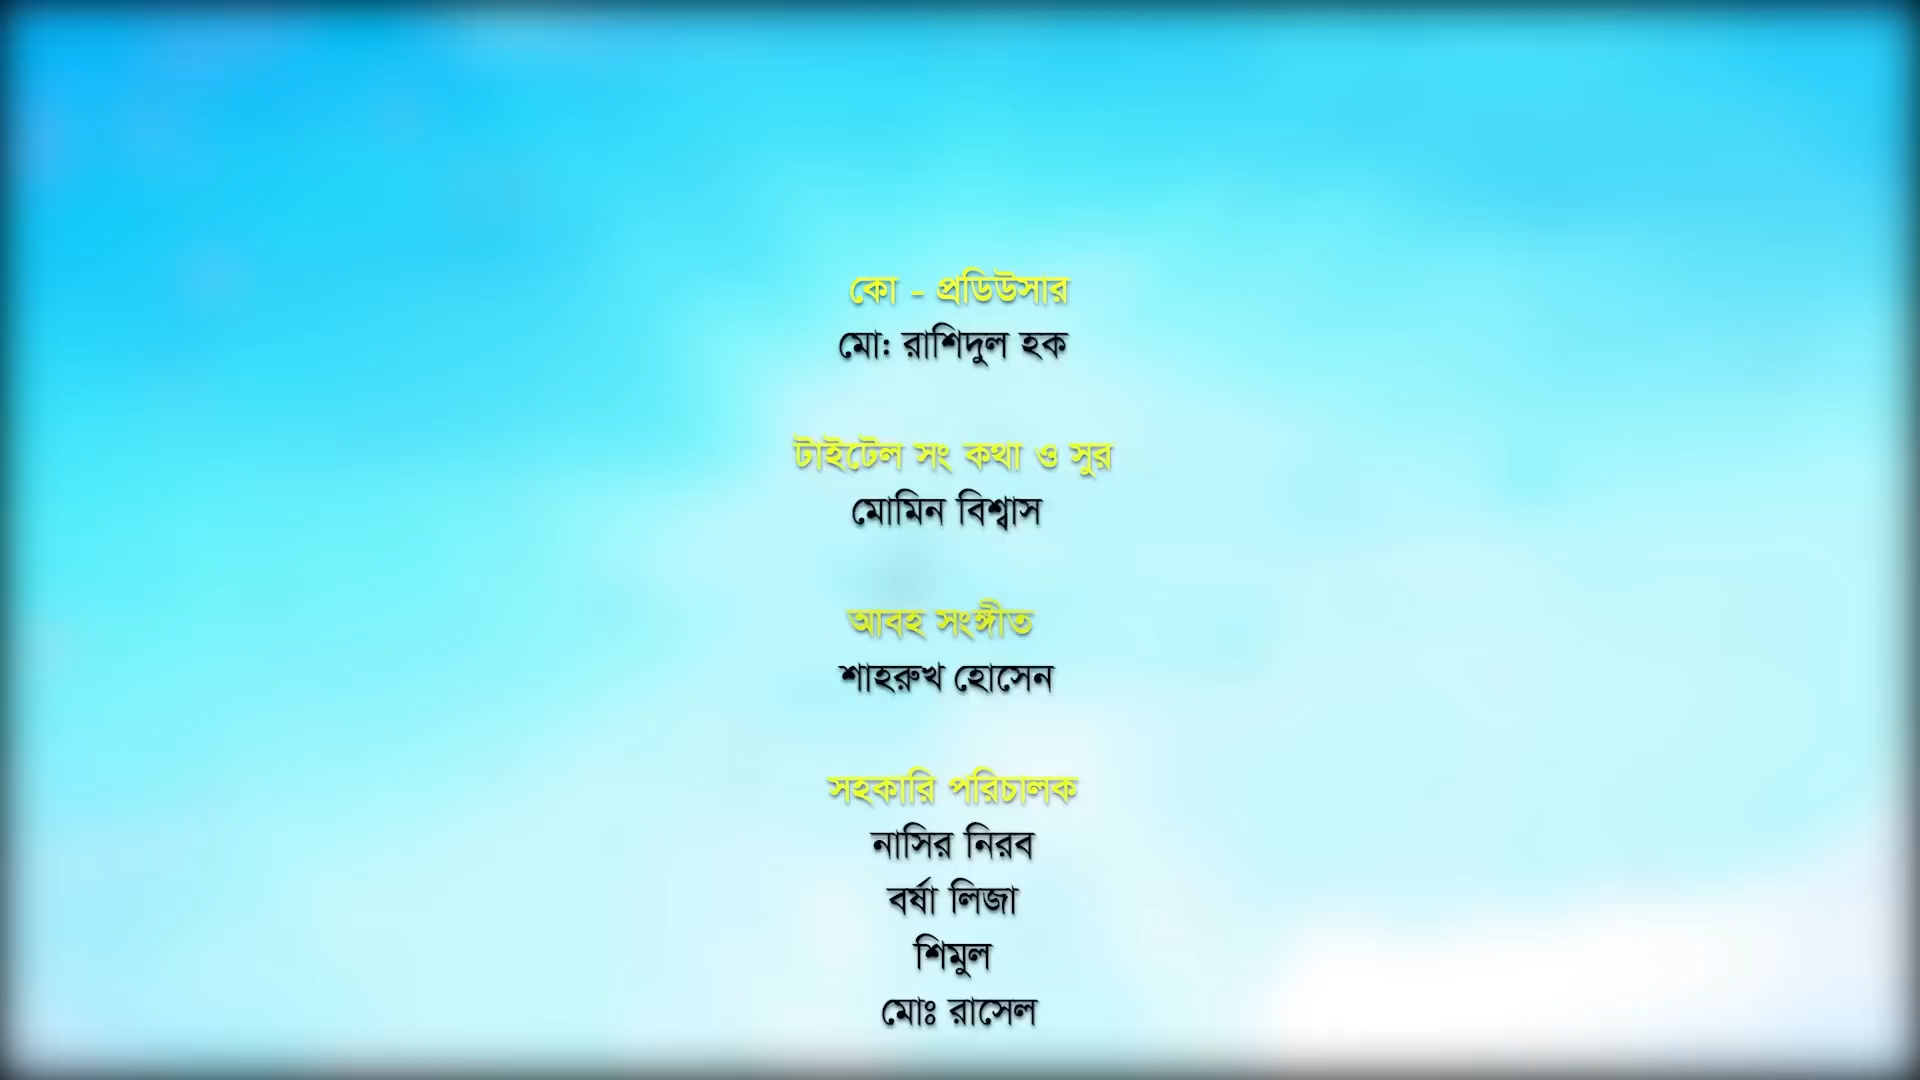 কো - প্রডিউসার
মো: রাশিদুল হক
টাইটেল সং কথা ও সুর
মোমিন বিশ্বাস
আবহ সংঙ্গীত
শাহরুখ হোসেন
সহকারি পরিচালক
নাসির নিরব
বর্ষা লিজা
শিমুল
মোঃ রাসেল